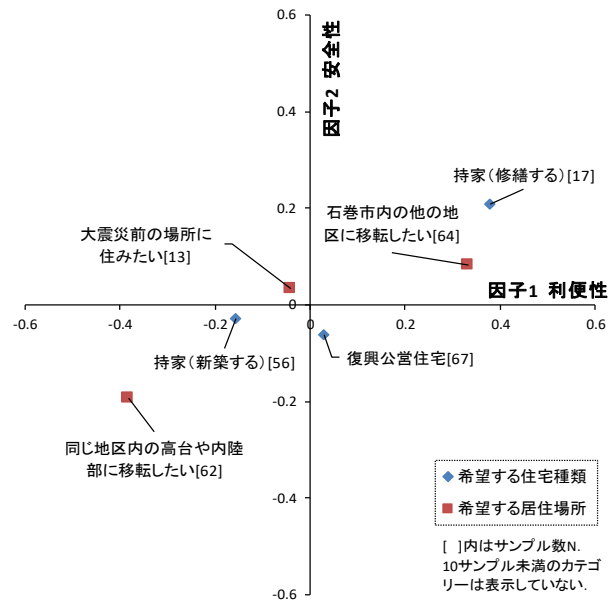 0.6
因子2 安全性
0.4
持家(修繕する)[17]
0.2
石巻市内の他の地
区に移転したい[64]
大震災前の場所に
住みたい[13]
因子1 利便性
-0.6
-0.4
-0.2
0
0
0.2
0.4
0.6
持家(新築する)[56]
復興公営住宅[67]
-0.2
同じ地区内の高台や内陸
部に移転したい[62]
-0.4
希望する住宅種類
希望する居住場所
[ ]内はサンプル数N.
10サンプル未満のカテゴ
リーは表示していない.
-0.6